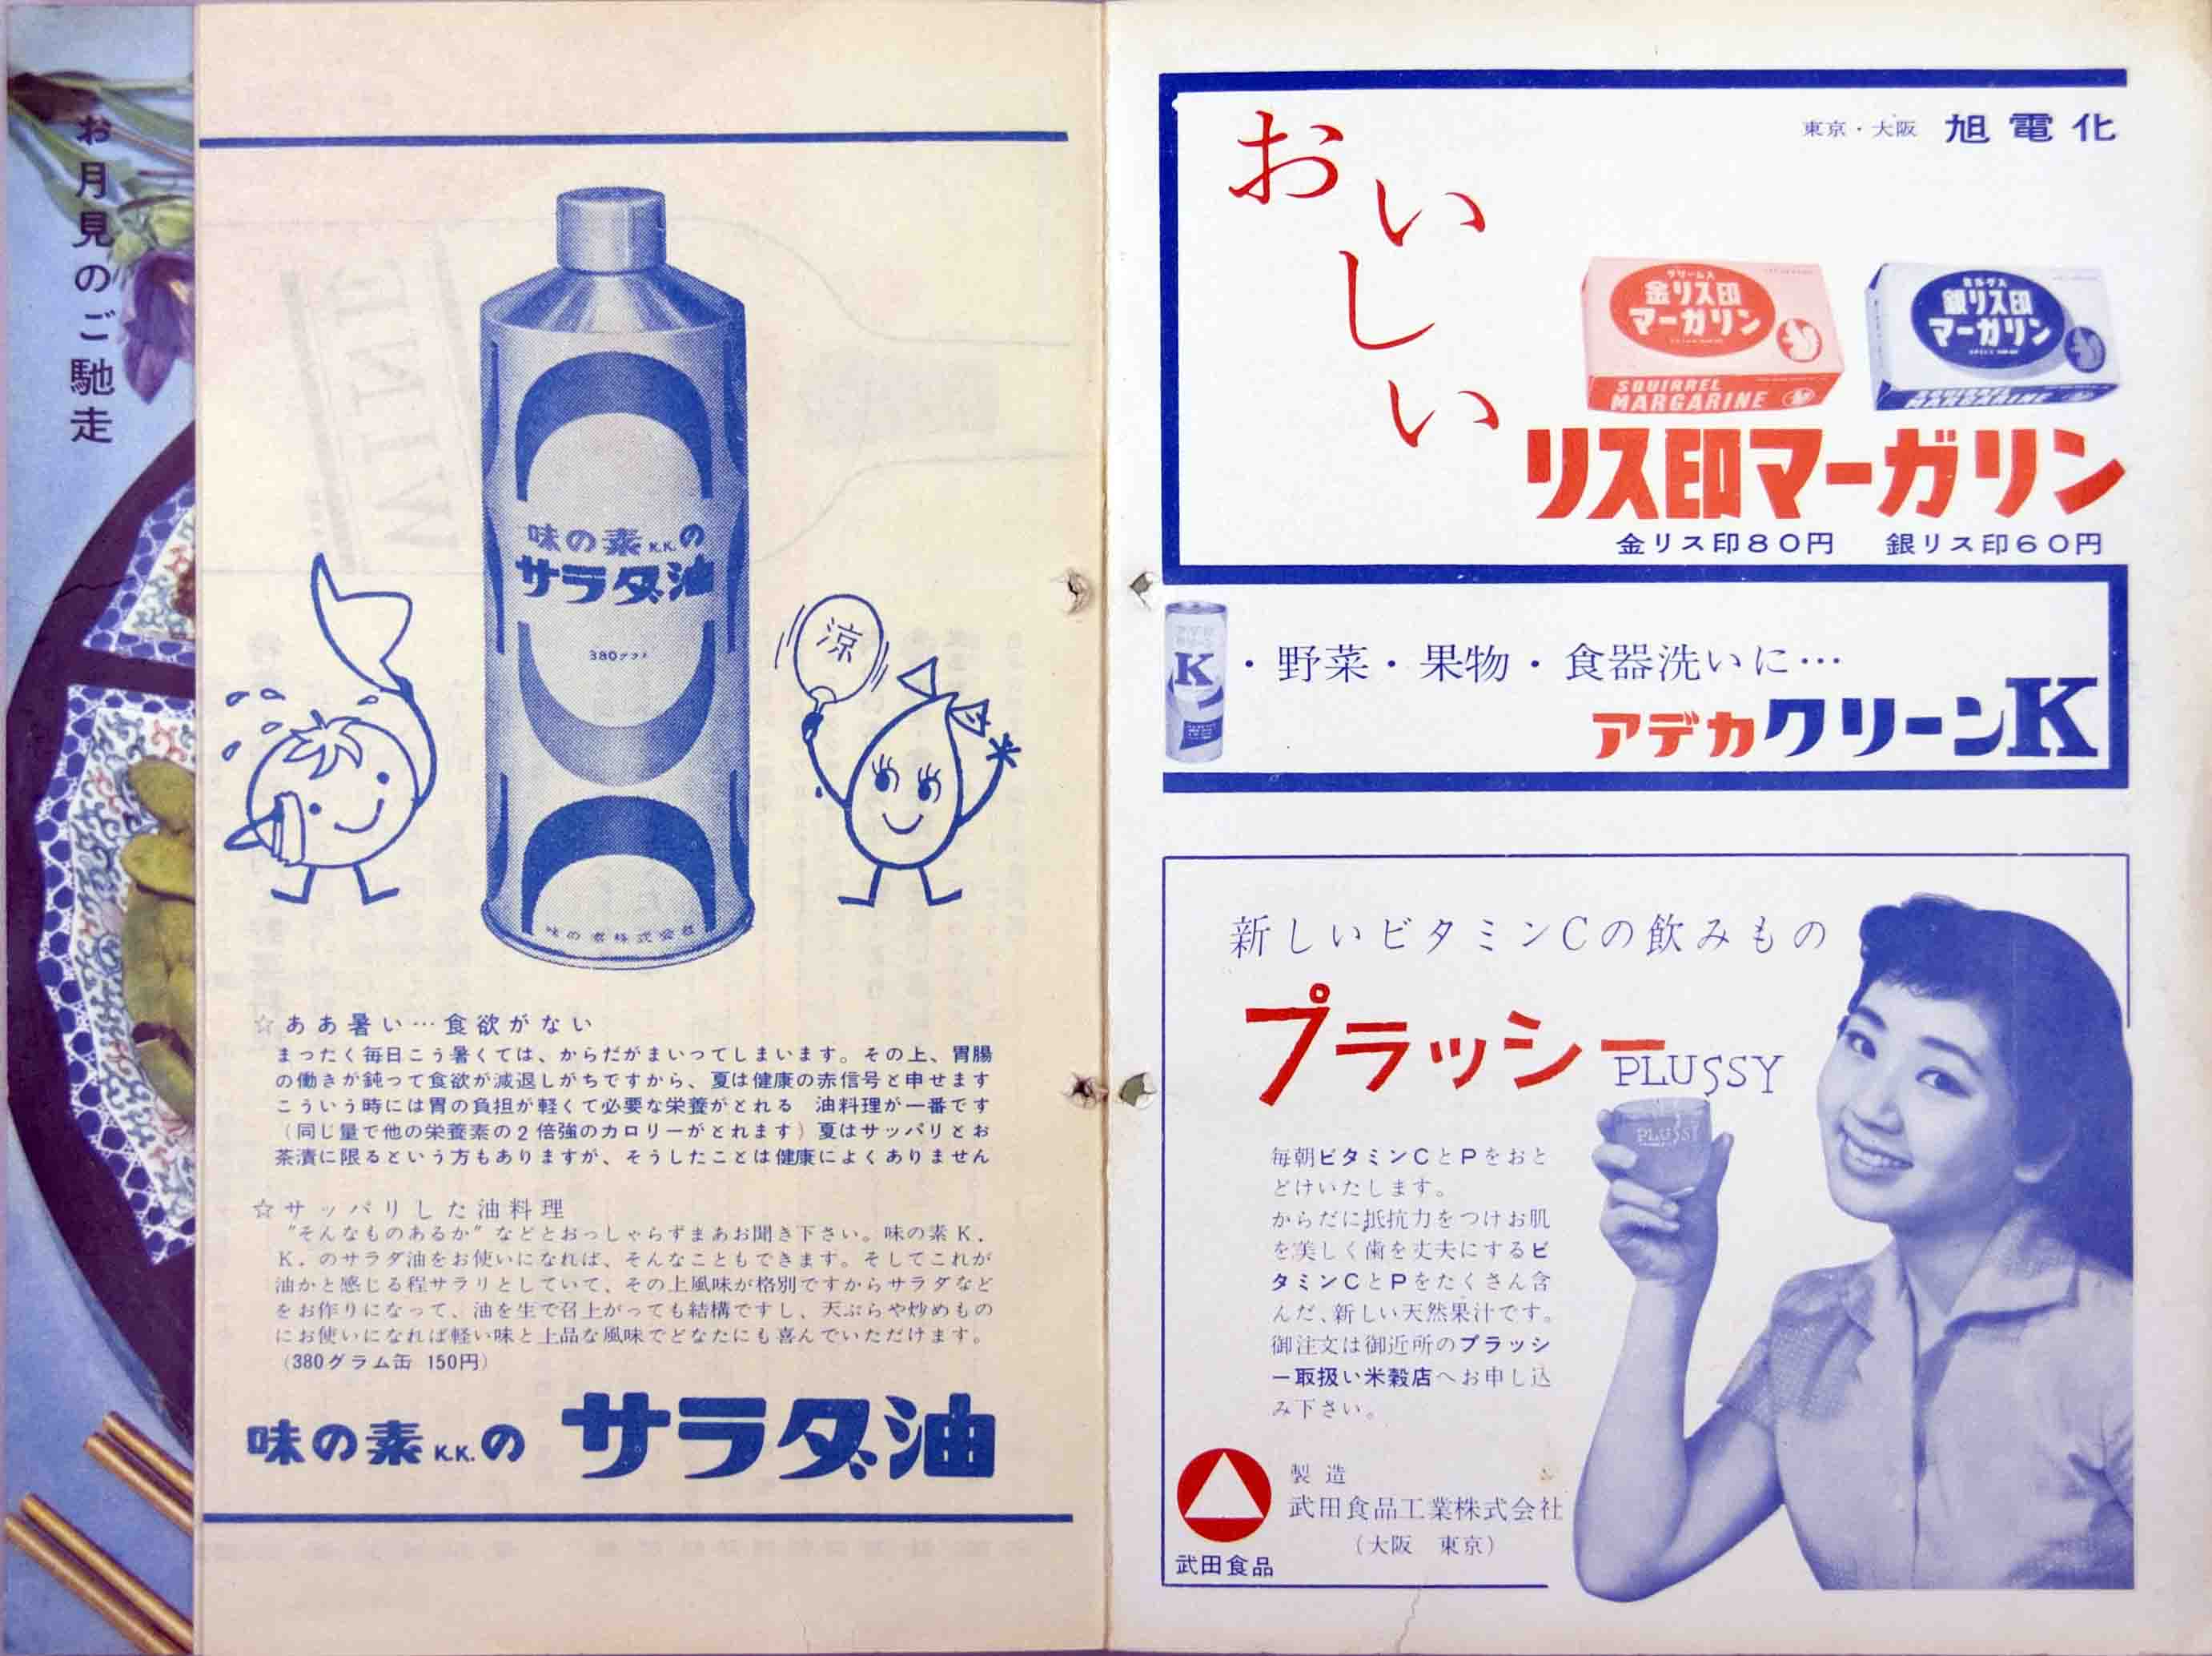 お月見のご馳走
味の素K.K.の
サラダ油
380グラム
味の素株式会社
涼
☆ああ暑い…食欲がない
まったく毎日こう暑くては、からだがまいってしまいます。その上、胃腸
の働きが鈍って食欲が減退しがちですから、夏は健康の赤信号と申せます
こういう時には胃の負担が軽くて必要な栄養がとれる　油料理が一番です
（同じ量で他の栄養素の2倍強のカロリーがとれます）夏はサッパリとお
茶漬に限るという方もありますが、そうしたことは健康によくありません
☆サッパリした油料理
〝そんなものあるか〟などとおっしゃらずまあお聞き下さい。味の素K.
K.のサラダ油をお使いになれば、そんなこともできます。そしてこれが
油かと感じる程サラリとしていて、その上風味が格別ですからサラダなど
をお作りになって、油を生で召上がっても結構ですし、天ぷらや炒めもの
にお使いになれば軽い味と上品な風味でどなたにも喜んでいただけます。
（380グラム缶 150円）
味の素K.K.の サラダ油
東京・大阪 旭電化
おいしい
金リス印
マーガリン
SQUIRREL
MARGARINE
銀リス印
マーガリン
SQUIRREL
MARGARINE
リス印マーガリン
金リス印80円　銀リス印60円
K
・野菜・果物・食器洗いに…
アデカクリーンK
新しいビタミンCの飲みもの
プラッシー
PLUSSY
PLUSSY
毎朝ビタミンCとPをおと
どけいたします。
からだに抵抗力をつけお肌
を美しく歯を丈夫にするビ
タミンCとPをたくさん含
んだ、新しい天然果汁です。
御注文は御近所のプラッシ
ー取扱い米穀店へお申し込
み下さい。
製造
武田食品工業株式会社
（大阪　東京）
武田食品